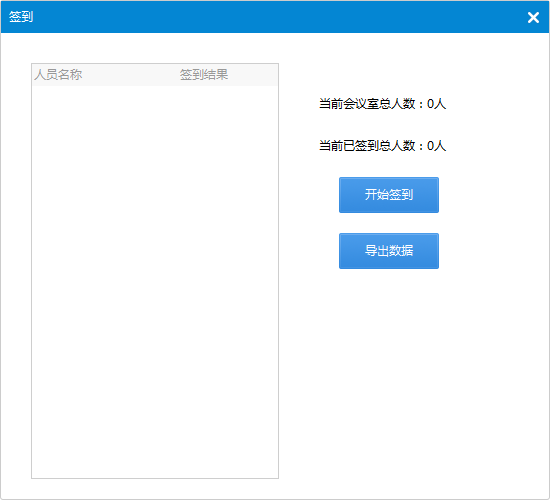 签到
人员名称 签到结果
当前会议室总人数：0人
当前已签到总人数：0人
开始签到
导出数据